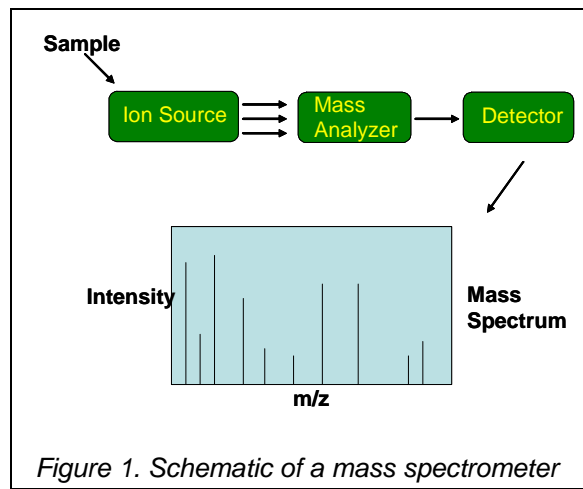 Sample
Ion Source
Mass
Analyzer
Detector
Intensity
Mass
Spectrum
m/z
Figure 1. Schematic of a mass spectrometer